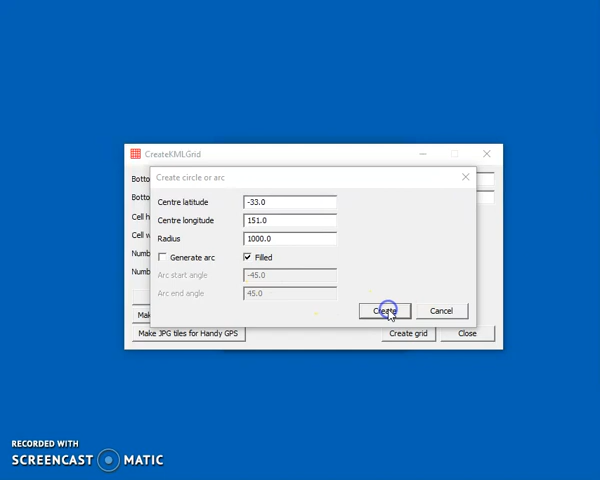 CreateKMLGrid
Create circle or arc
Centre latitude -33.0
Centre longitude 151.0
Radius 1000.0
Generate arc Filled
Arc start angle -45.0
Arc end angle 45.0
Create Cancel
Make JPG tiles for Handy GPS Create grid Close
RECORDED WITH
SCREENCAST MATIC